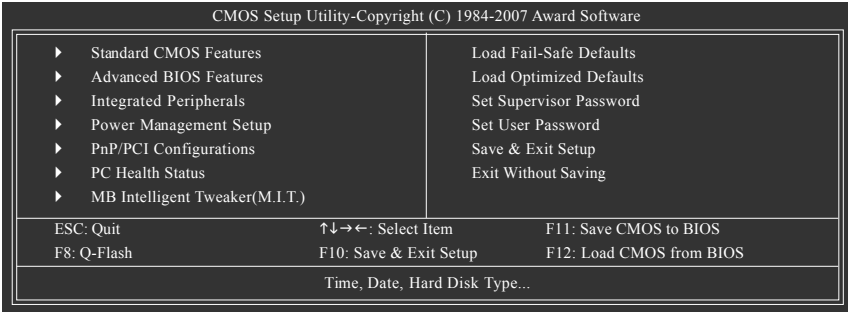 CMOS Setup Utility-Copyright (C) 1984-2007 Award Software
Standard CMOS Features
Advanced BIOS Features
Integrated Peripherals
Power Management Setup
PnP/PCI Configurations
PC Health Status
MB Intelligent Tweaker(M.I.T.)
Load Fail-Safe Defaults
Load Optimized Defaults
Set Supervisor Password
Set User Password
Save & Exit Setup
Exit Without Saving
ESC: Quit ↑↓→←: Select Item F11: Save CMOS to BIOS
F8: Q-Flash F10: Save & Exit Setup F12: Load CMOS from BIOS
Time, Date, Hard Disk Type...